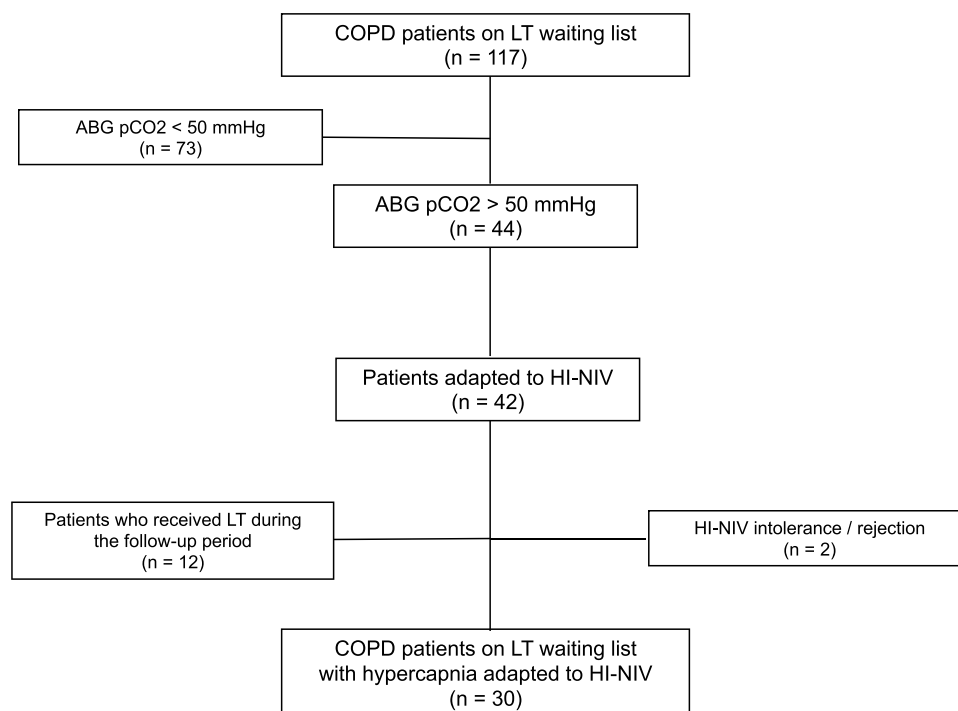 COPD patients on LT waiting list
(n = 117)
ABG pCO2 < 50 mmHg
(n = 73)
ABG pCO2 > 50 mmHg
(n = 44)
Patients adapted to HI-NIV
(n = 42)
Patients who received LT during
the follow-up period
(n = 12)
HI-NIV intolerance / rejection
(n = 2)
COPD patients on LT waiting list
with hypercapnia adapted to HI-NIV
(n = 30)